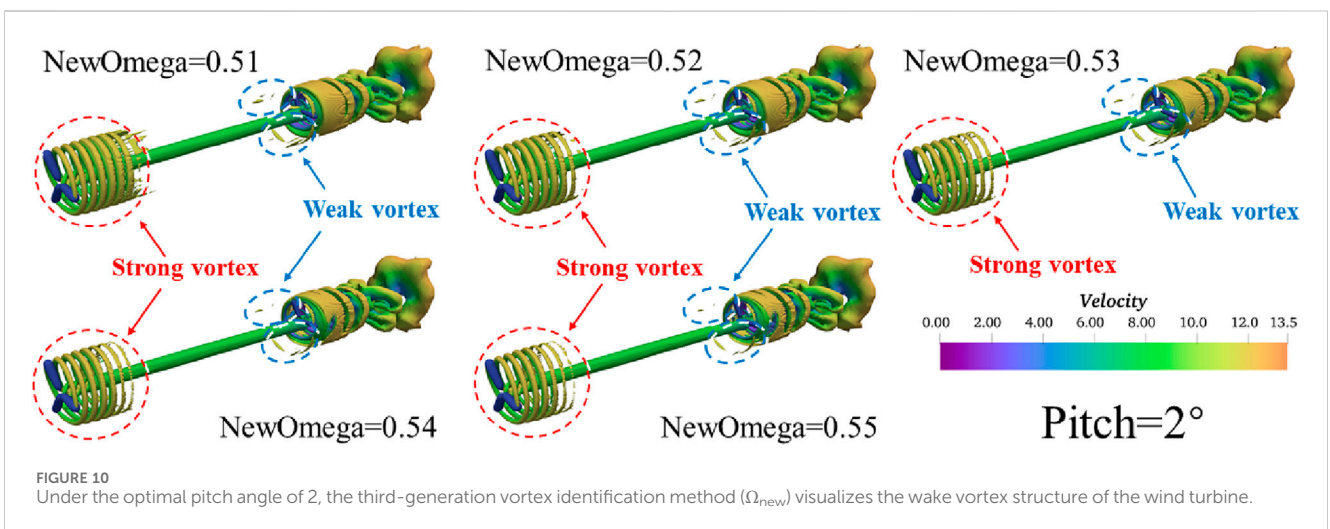 NewOmega=0.51
NewOmega=0.52
NewOmega=0.53
Weak vortex
Weak vortex
Weak vortex
Strong vortex
Strong vortex
Strong vortex
Velocity
0.00 2.00 4.00 6.00 8.00 10.0 12.0 13.5
NewOmega=0.54
NewOmega=0.55
Pitch=2°
FIGURE 10
Under the optimal pitch angle of 2, the third-generation vortex identification method (Ωnew) visualizes the wake vortex structure of the wind turbine.